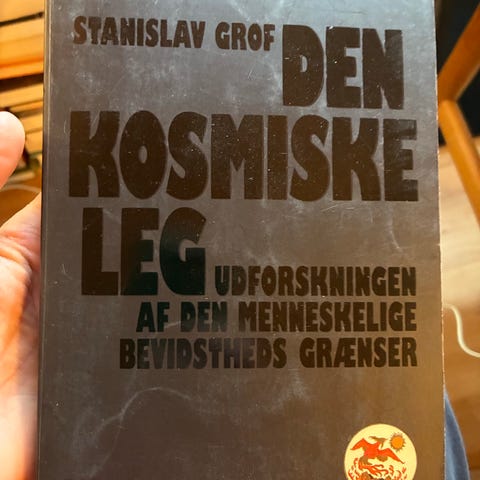 STANISLAV GROF DEN
KOSMISKE
LEG UDFORSKNINGEN
AF DEN MENNESKELIGE
BEVIDSTHEDS GRÆNSER